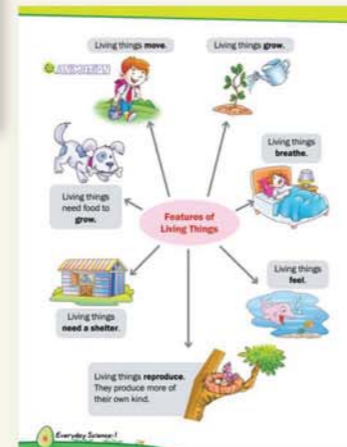 Living things move.
Living things grow.
ANIMATION
Living things
breathe.
Living things
need food to
grow.
Features of
Living Things
Living things
feel.
Living things
need a shelter.
Living things reproduce.
They produce more of
their own kind.
Everyday Science-1